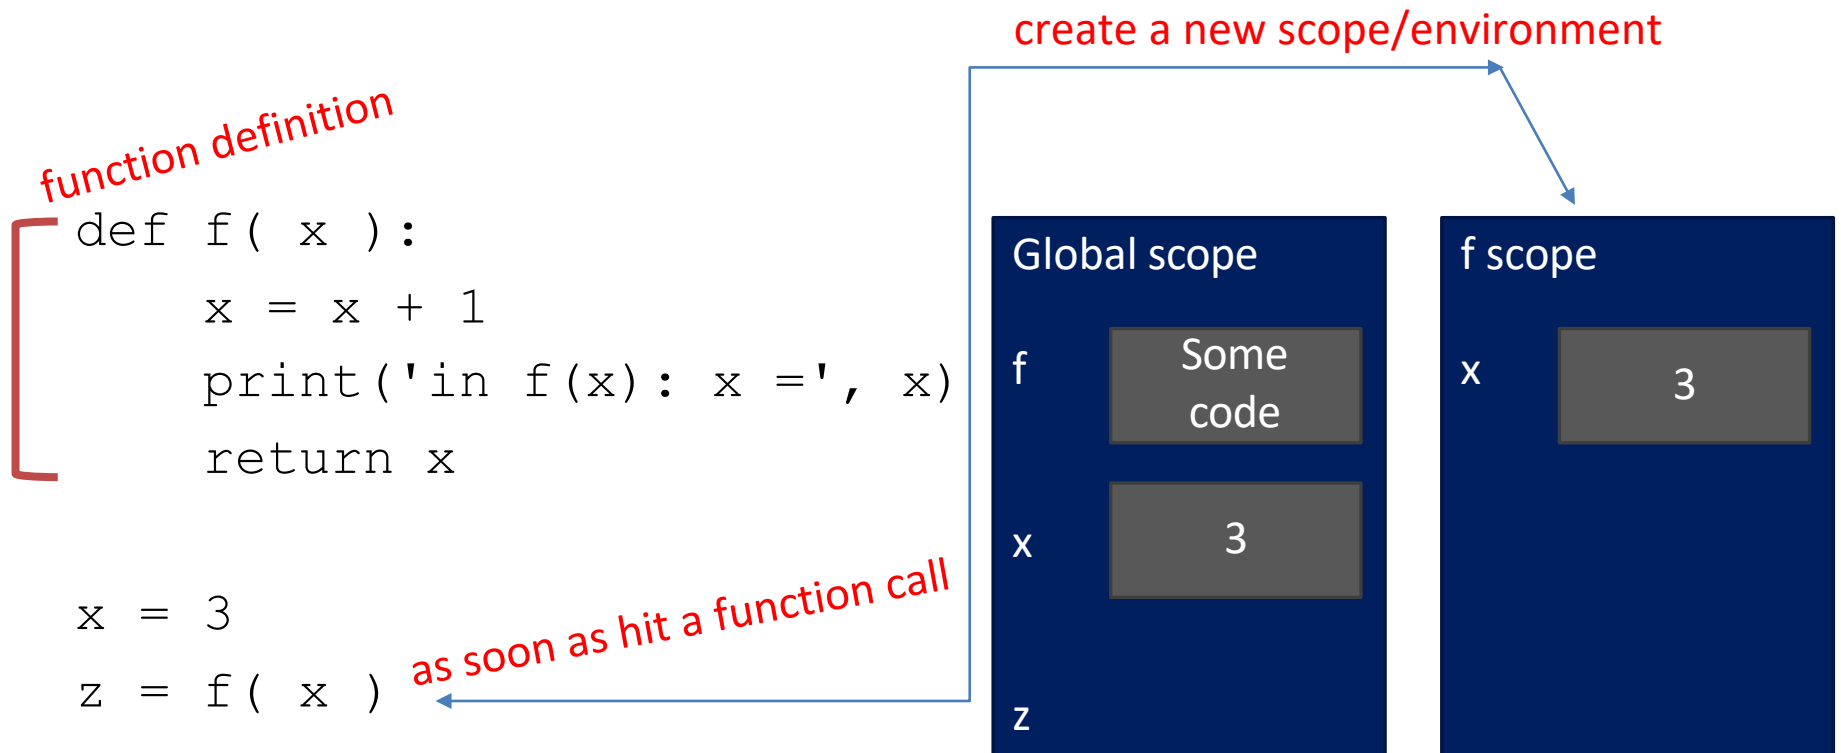 create a new scope/environment
function definition
def f( x ):
    x = x + 1
    print('in f(x): x =', x)
    return x
x = 3
z = f( x )
as soon as hit a function call
Global scope
f
Some
code
x
3
z
f scope
x
3